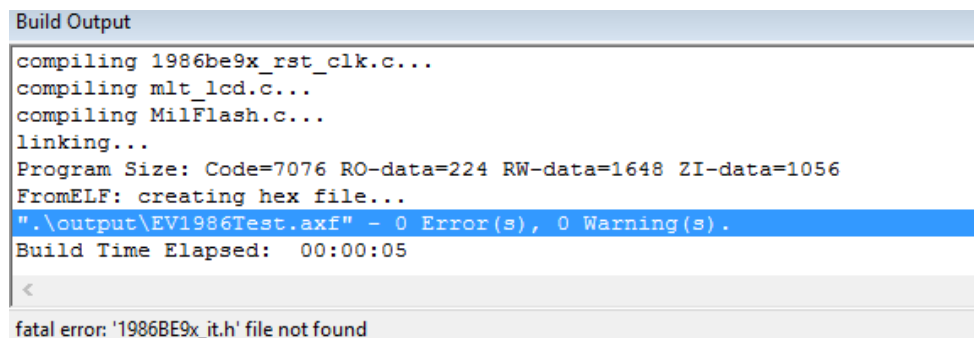 Build Output
compiling 1986be9x_rst_clk.c...
compiling mlt_lcd.c...
compiling MilFlash.c...
linking...
Program Size: Code=7076 RO-data=224 RW-data=1648 ZI-data=1056
FromELF: creating hex file...
".\output\EV1986Test.axf" - 0 Error(s), 0 Warning(s).
Build Time Elapsed:  00:00:05
fatal error: '1986BE9x_it.h' file not found